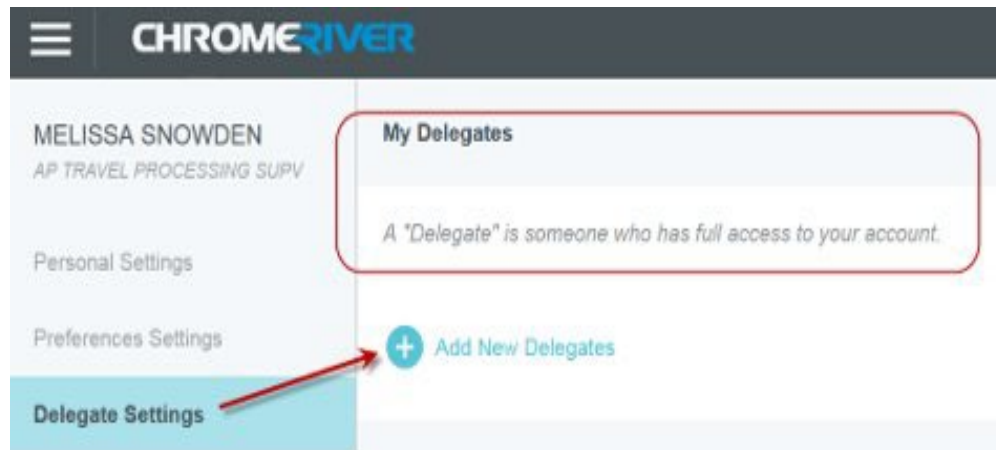 CHROMERIVER
MELISSA SNOWDEN
AP TRAVEL PROCESSING SUPV
Personal Settings
Preferences Settings
Delegate Settings
My Delegates
A "Delegate" is someone who has full access to your account.
Add New Delegates